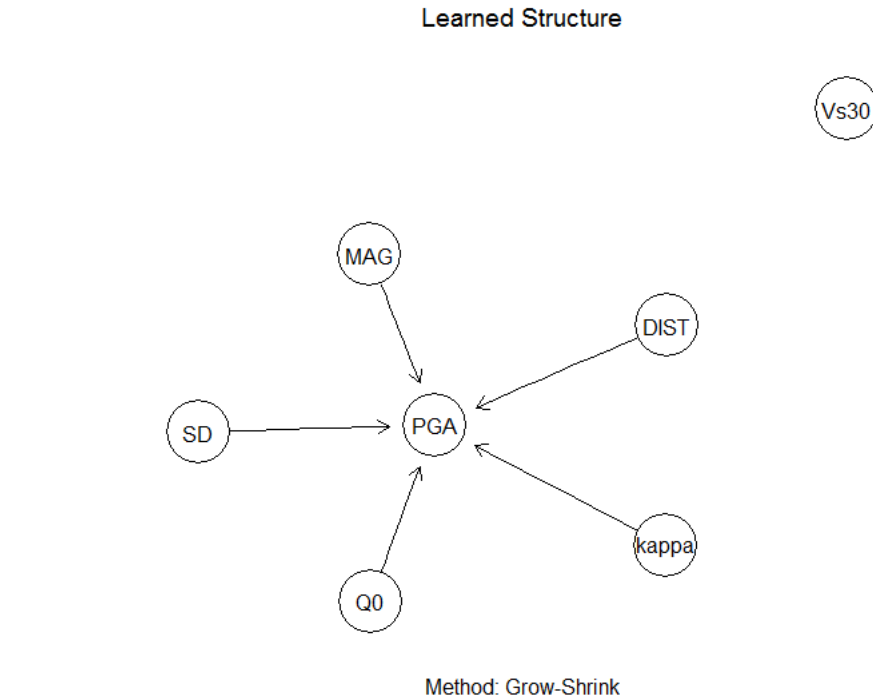 Learned Structure
Vs30
MAG
DIST
PGA
SD
kappa
Q0
Method: Grow-Shrink